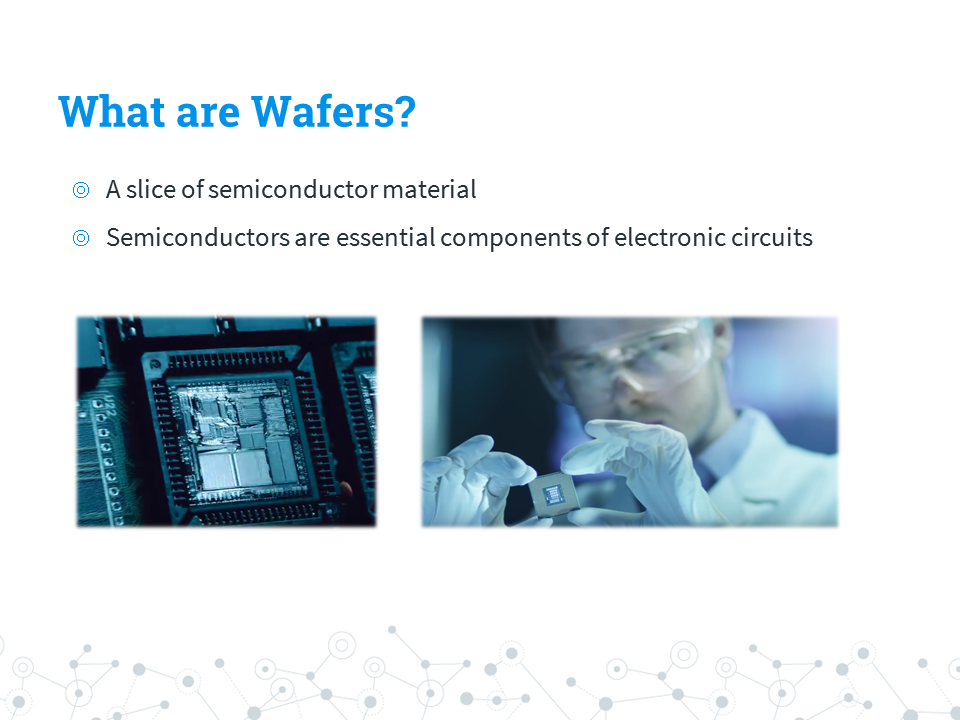 What are Wafers?
A slice of semiconductor material
Semiconductors are essential components of electronic circuits